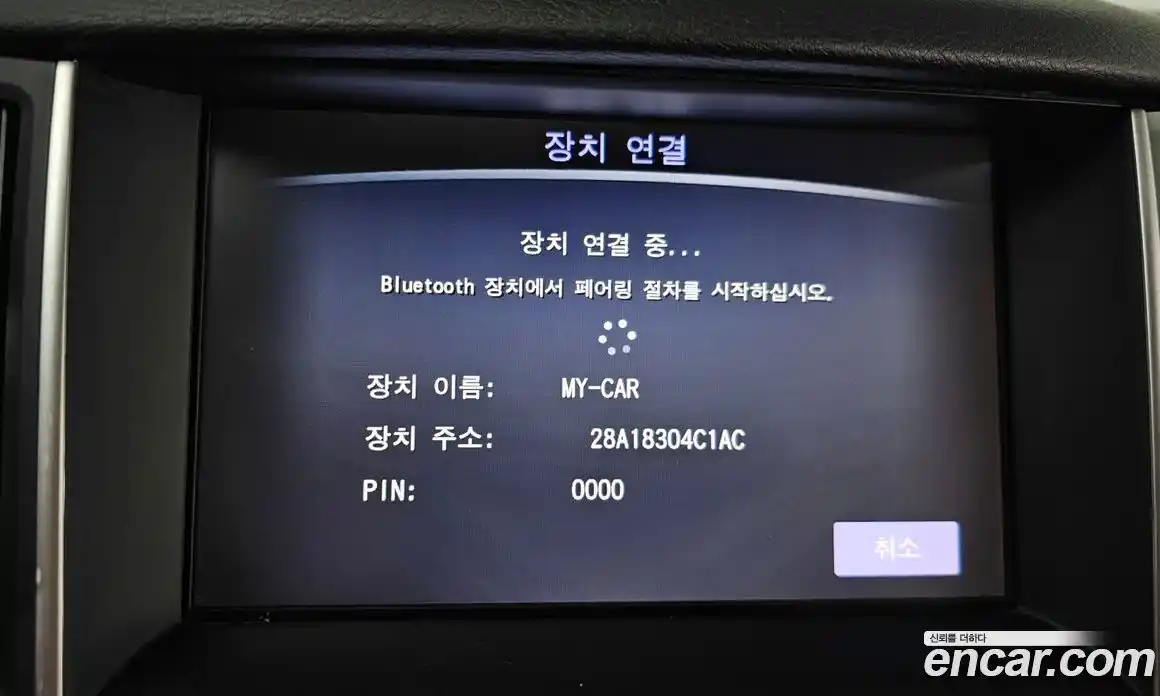 장치 연결
장치 연결 중...
Bluetooth 장치에서 페어링 절차를 시작하십시오.
장치 이름: MY-CAR
장치 주소: 28A18304C1AC
PIN: 0000
취소
신뢰를 더하다
encar.com